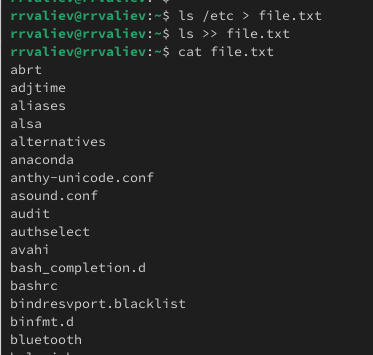 rrvaliev@rrvaliev:~$ ls /etc > file.txt
rrvaliev@rrvaliev:~$ ls >> file.txt
rrvaliev@rrvaliev:~$ cat file.txt
abrt
adjtime
aliases
alsa
alternatives
anaconda
anthy-unicode.conf
asound.conf
audit
authselect
avahi
bash_completion.d
bashrc
bindresvport.blacklist
binfmt.d
bluetooth